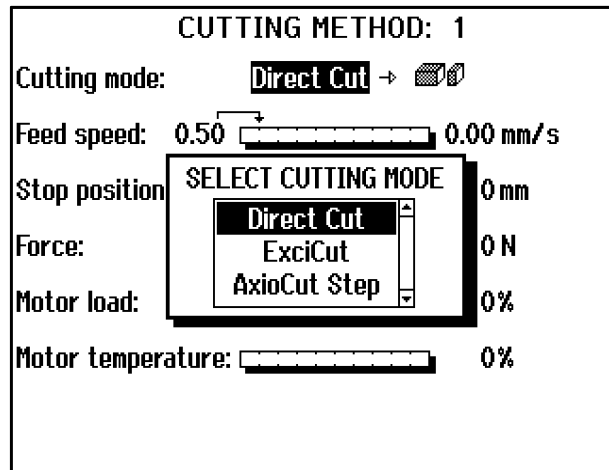 CUTTING METHOD: 1
Cutting mode: Direct Cut
Feed speed: 0.50 0.00 mm/s
Stop position 0 mm
Force: 0 N
Motor load: 0%
Motor temperature: 0%
SELECT CUTTING MODE
Direct Cut
ExciCut
AxioCut Step